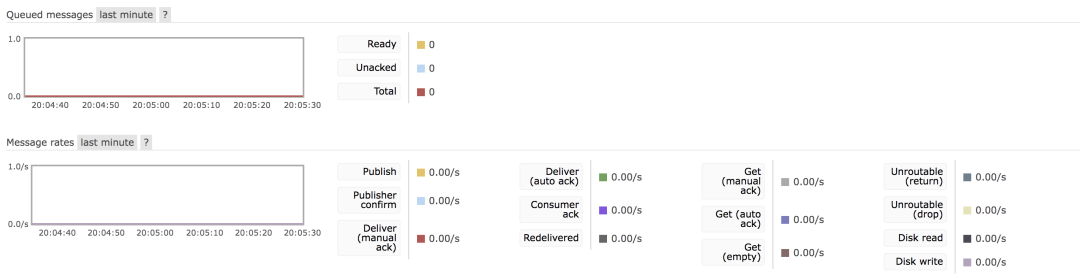 Queued messages last minute ?
1.0
0.0
20:04:40 20:04:50 20:05:00 20:05:10 20:05:20 20:05:30
Ready 0
Unacked 0
Total 0
Message rates last minute ?
1.0/s
0.0/s
20:04:40 20:04:50 20:05:00 20:05:10 20:05:20 20:05:30
Publish 0.00/s
Publisher
confirm 0.00/s
Deliver
(manual
ack) 0.00/s
Deliver
(auto ack) 0.00/s
Consumer
ack 0.00/s
Redelivered 0.00/s
Get
(manual
ack) 0.00/s
Get (auto
ack) 0.00/s
Get
(empty) 0.00/s
Unroutable
(return) 0.00/s
Unroutable
(drop) 0.00/s
Disk read 0.00/s
Disk write 0.00/s